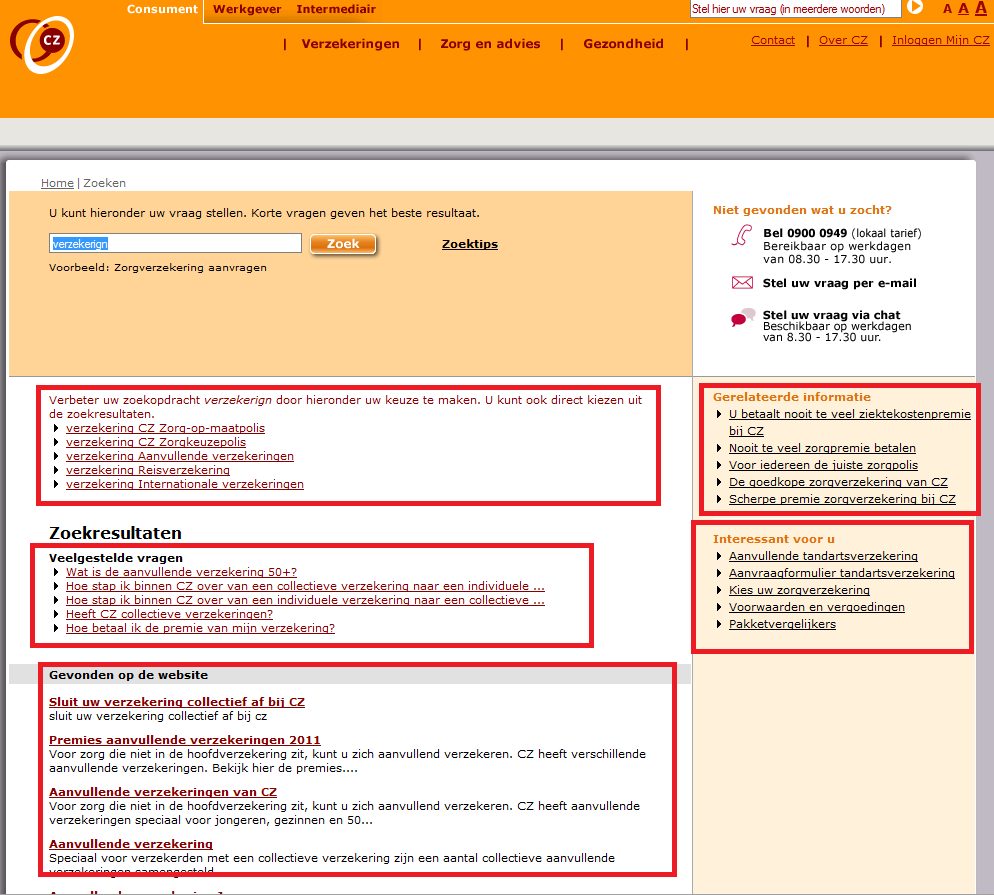 Consument
Werkgever
Intermediair
Stel hier uw vraag (in meerdere woorden)
A A A
CZ
| Verzekeringen | Zorg en advies | Gezondheid |
Contact | Over CZ | Inloggen Mijn CZ
Home | Zoeken
U kunt hieronder uw vraag stellen. Korte vragen geven het beste resultaat.
verzekerign
Zoek
Zoektips
Voorbeeld: Zorgverzekering aanvragen
Niet gevonden wat u zocht?
Bel 0900 0949 (lokaal tarief)
Bereikbaar op werkdagen
van 08.30 - 17.30 uur.
Stel uw vraag per e-mail
Stel uw vraag via chat
Beschikbaar op werkdagen
van 8.30 - 17.30 uur.
Verbeter uw zoekopdracht verzekerign door hieronder uw keuze te maken. U kunt ook direct kiezen uit
de zoekresultaten.
verzekering CZ Zorg-op-maatpolis
verzekering CZ Zorgkeuzepolis
verzekering Aanvullende verzekeringen
verzekering Reisverzekering
verzekering Internationale verzekeringen
Zoekresultaten
Veelgestelde vragen
Wat is de aanvullende verzekering 50+?
Hoe stap ik binnen CZ over van een collectieve verzekering naar een individuele ...
Hoe stap ik binnen CZ over van een individuele verzekering naar een collectieve ...
Heeft CZ collectieve verzekeringen?
Hoe betaal ik de premie van mijn verzekering?
Gevonden op de website
Sluit uw verzekering collectief af bij CZ
sluit uw verzekering collectief af bij cz
Premies aanvullende verzekeringen 2011
Voor zorg die niet in de hoofdverzekering zit, kunt u zich aanvullend verzekeren. CZ heeft verschillende
aanvullende verzekeringen. Bekijk hier de premies....
Aanvullende verzekeringen van CZ
Voor zorg die niet in de hoofdverzekering zit, kunt u zich aanvullend verzekeren. CZ heeft aanvullende
verzekeringen speciaal voor jongeren, gezinnen en 50...
Aanvullende verzekering
Speciaal voor verzekerden met een collectieve verzekering zijn een aantal collectieve aanvullende
verzekeringen samengesteld
Gerelateerde informatie
U betaalt nooit te veel ziektekostenpremie
bij CZ
Nooit te veel zorgpremie betalen
Voor iedereen de juiste zorgpolis
De goedkope zorgverzekering van CZ
Scherpe premie zorgverzekering bij CZ
Interessant voor u
Aanvullende tandartsverzekering
Aanvraagformulier tandartsverzekering
Kies uw zorgverzekering
Voorwaarden en vergoedingen
Pakketvergelijkers